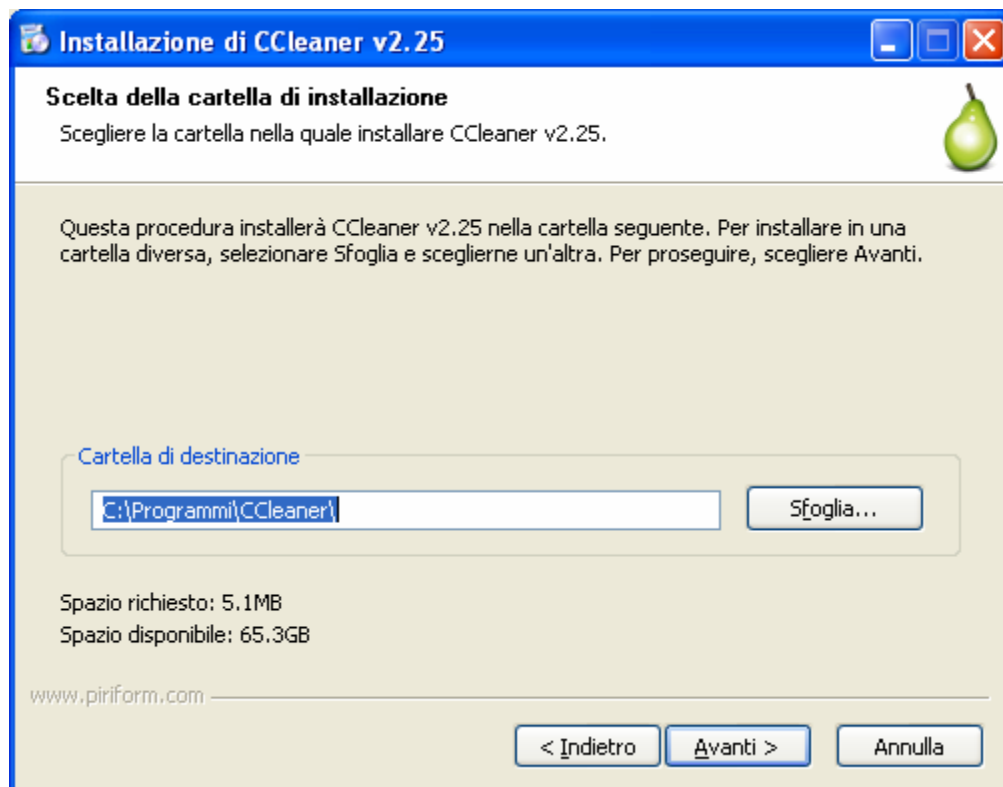 Installazione di CCleaner v2.25
Scelta della cartella di installazione
Scegliere la cartella nella quale installare CCleaner v2.25.
Questa procedura installerà CCleaner v2.25 nella cartella seguente. Per installare in una
cartella diversa, selezionare Sfoglia e sceglierne un'altra. Per proseguire, scegliere Avanti.
Cartella di destinazione
C:\Programmi\CCleaner\
Sfoglia...
Spazio richiesto: 5.1MB
Spazio disponibile: 65.3GB
www.piriform.com
< Indietro
Avanti >
Annulla